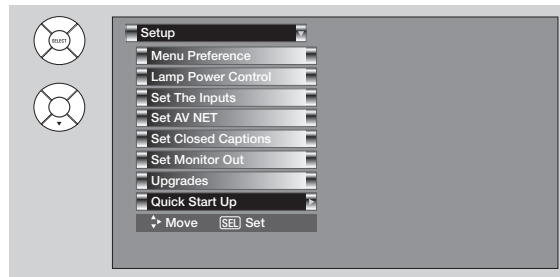 SELECT
Setup
Menu Preference
Lamp Power Control
Set The Inputs
Set AV NET
Set Closed Captions
Set Monitor Out
Upgrades
Quick Start Up
Move SEL Set